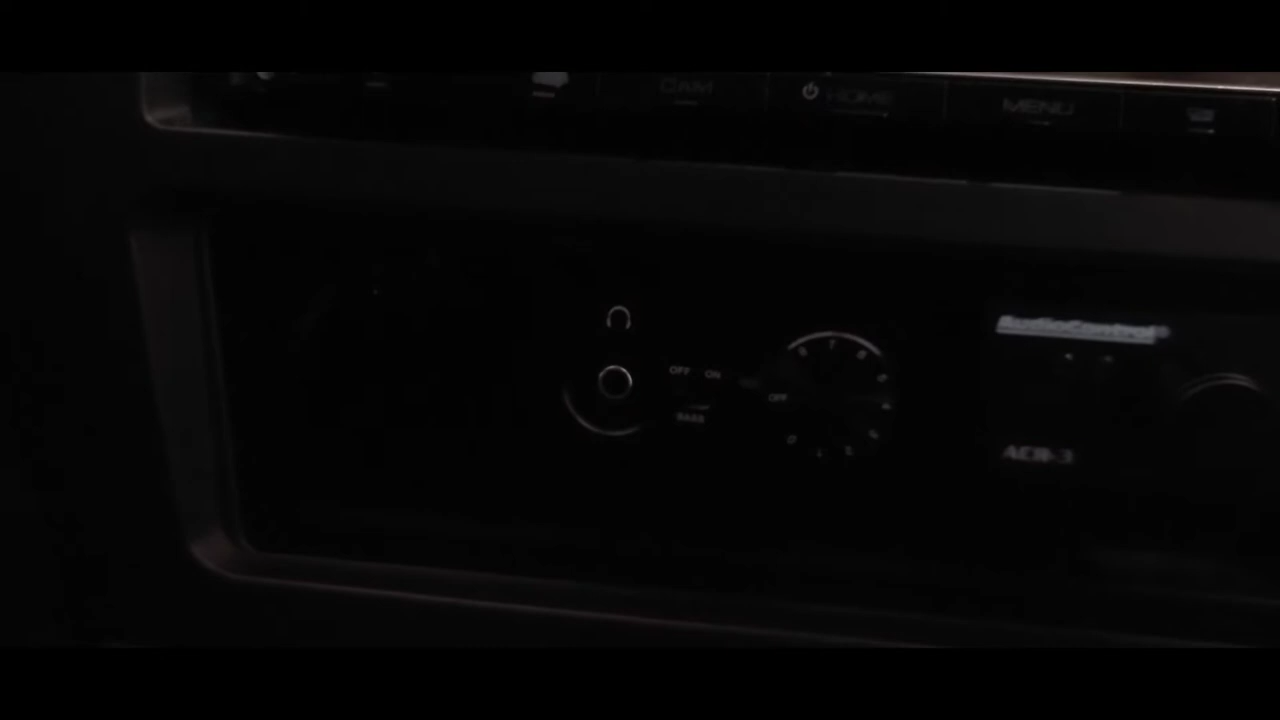 CAM
HOME
MENU
OFF ON
BASS
OFF
AudioControl®
ACR-3